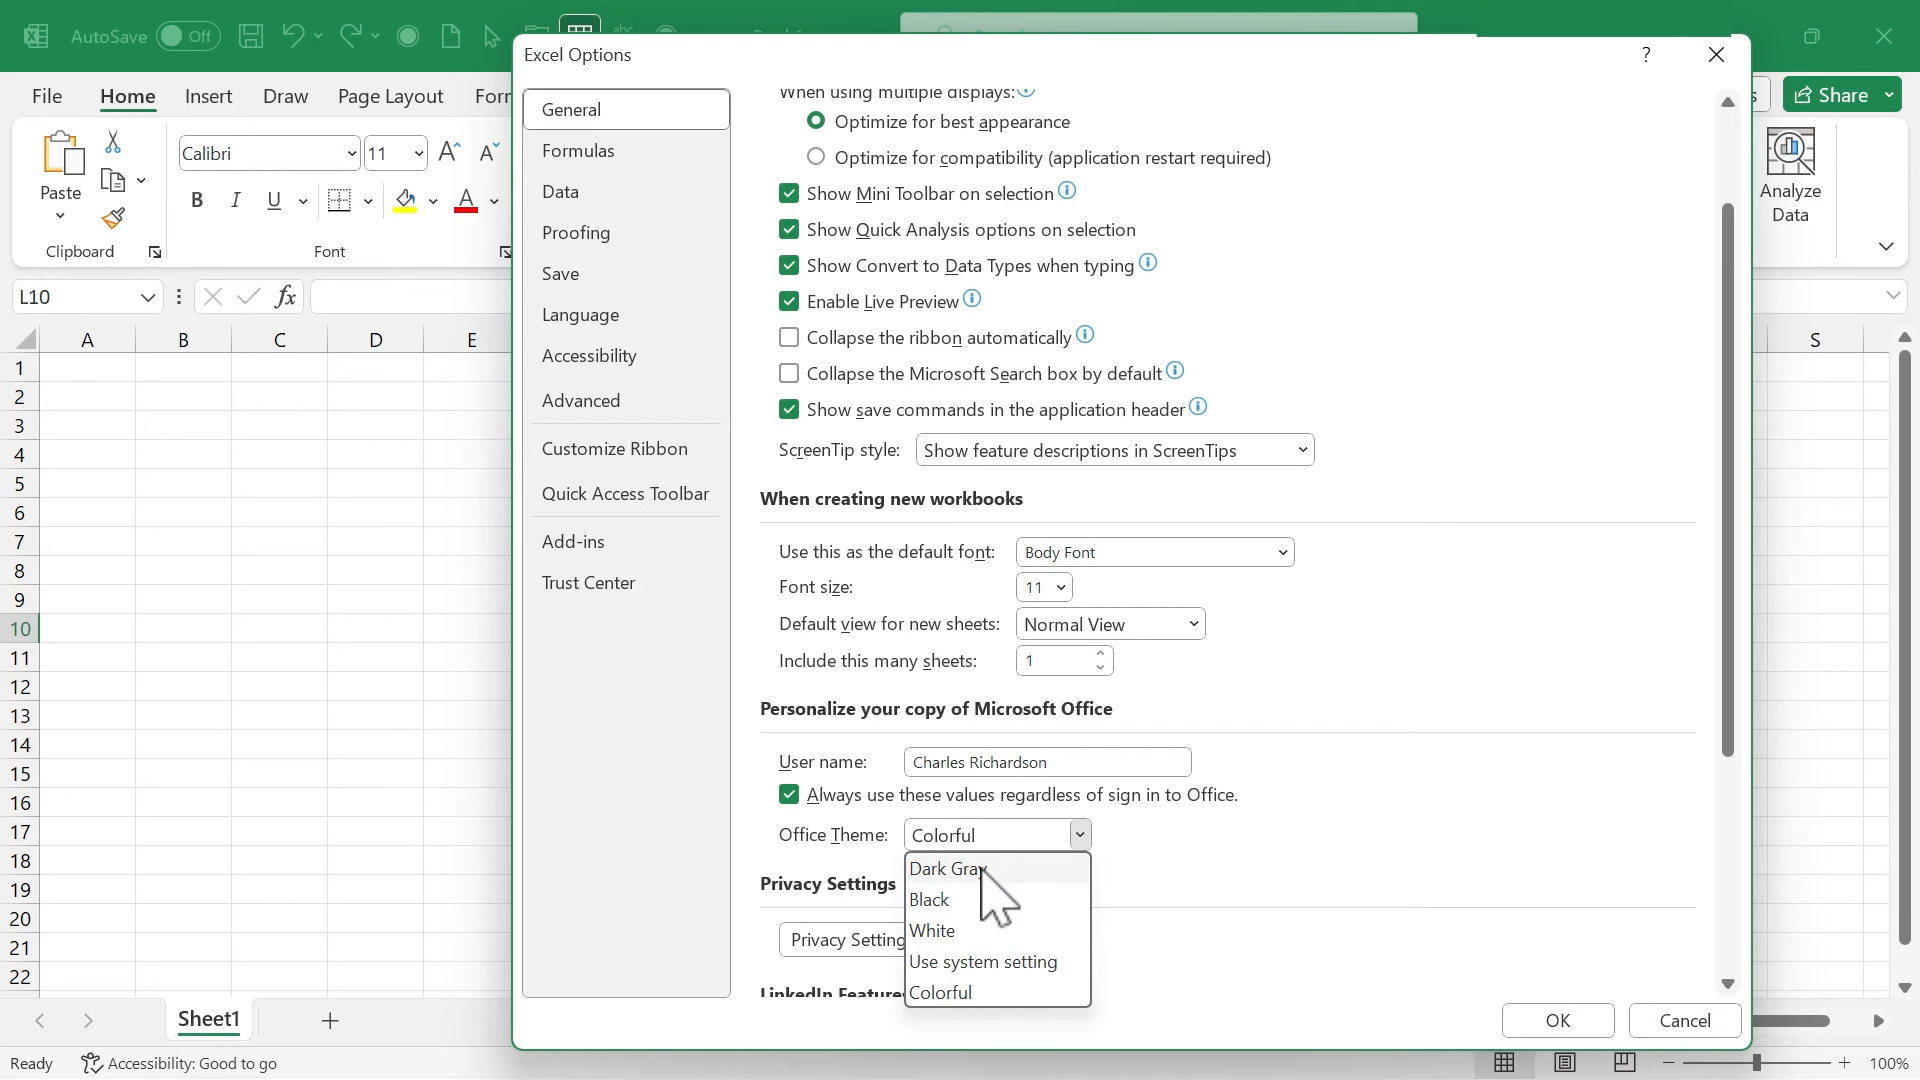 AutoSave Off
Excel Options
?
File Home Insert Draw Page Layout
Share
When using multiple displays:
General
Optimize for best appearance
Optimize for compatibility (application restart required)
Calibri 11
Formulas
Paste
Analyze
Data
Data
Show Mini Toolbar on selection
B I U
Proofing
Show Quick Analysis options on selection
Clipboard
Font
Save
Show Convert to Data Types when typing
L10
fx
Language
Enable Live Preview
A B C D E
S
Accessibility
Collapse the ribbon automatically
Collapse the Microsoft Search box by default
Advanced
Show save commands in the application header
Customize Ribbon
ScreenTip style: Show feature descriptions in ScreenTips
Quick Access Toolbar
When creating new workbooks
Add-ins
Use this as the default font: Body Font
Trust Center
Font size: 11
Default view for new sheets: Normal View
Include this many sheets: 1
Personalize your copy of Microsoft Office
User name: Charles Richardson
Always use these values regardless of sign in to Office.
Office Theme: Colorful
Dark Gray
Black
White
Use system setting
Colorful
Privacy Settings
Privacy Setting
LinkedIn Features
1
2
3
4
5
6
7
8
9
10
11
12
13
14
15
16
17
18
19
20
21
22
OK Cancel
Sheet1
Ready Accessibility: Good to go
100%